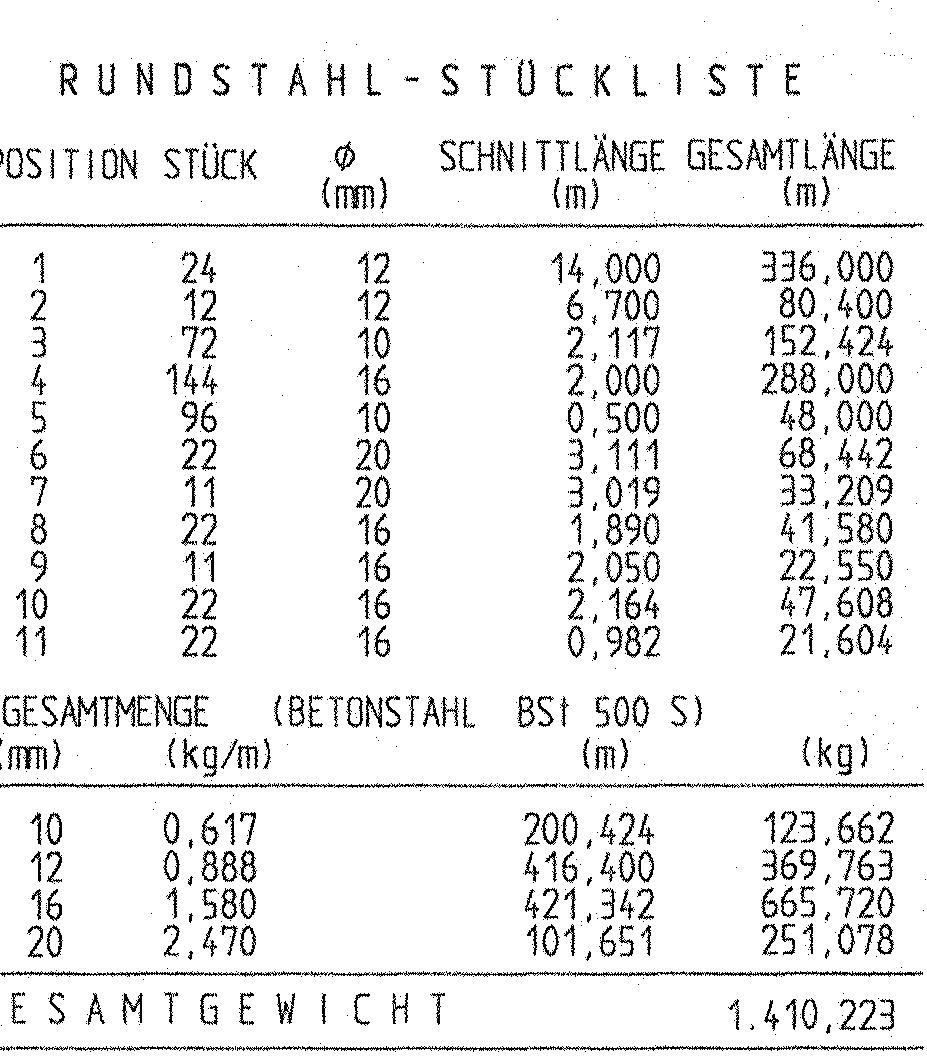 RUNDSTAHL-STÜCKLISTE
POSITION STÜCK Ø SCHNITTLÄNGE GESAMTLÄNGE
(mm) (m) (m)
1 24 12 14,000 336,000
2 12 12 6,700 80,400
3 72 10 2,117 152,424
4 144 16 2,000 288,000
5 96 10 0,500 48,000
6 22 20 3,111 68,442
7 11 20 3,019 33,209
8 22 16 1,890 41,580
9 11 16 2,050 22,550
10 22 16 2,164 47,608
11 22 16 0,982 21,604
GESAMTMENGE (BETONSTAHL BSt 500 S)
(mm) (kg/m) (m) (kg)
10 0,617 200,424 123,662
12 0,888 416,400 369,763
16 1,580 421,342 665,720
20 2,470 101,651 251,078
ESAMTGEWICHT 1.410,223